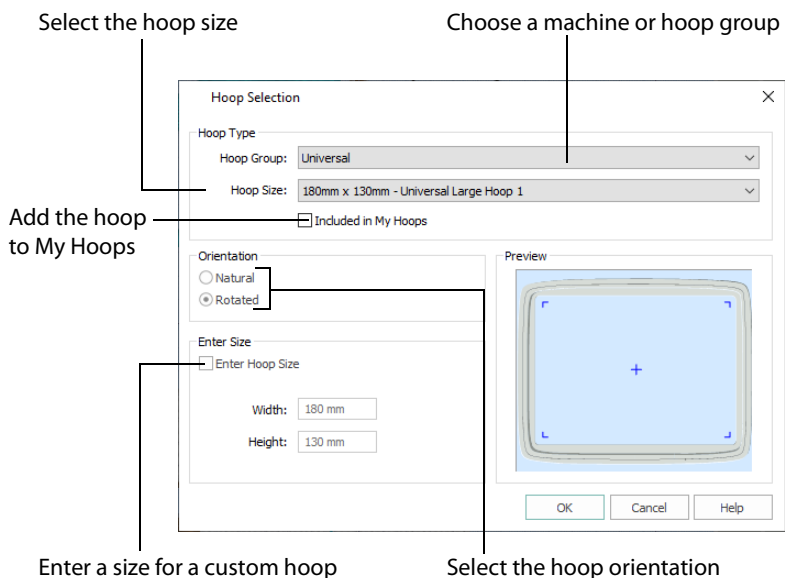 Select the hoop size
Choose a machine or hoop group
Hoop Selection
Hoop Type
Hoop Group: Universal
Hoop Size: 180mm x 130mm - Universal Large Hoop 1
Add the hoop
to My Hoops
Included in My Hoops
Orientation
Natural
Rotated
Preview
Enter Size
Enter Hoop Size
Width: 180 mm
Height: 130 mm
OK Cancel Help
Enter a size for a custom hoop
Select the hoop orientation